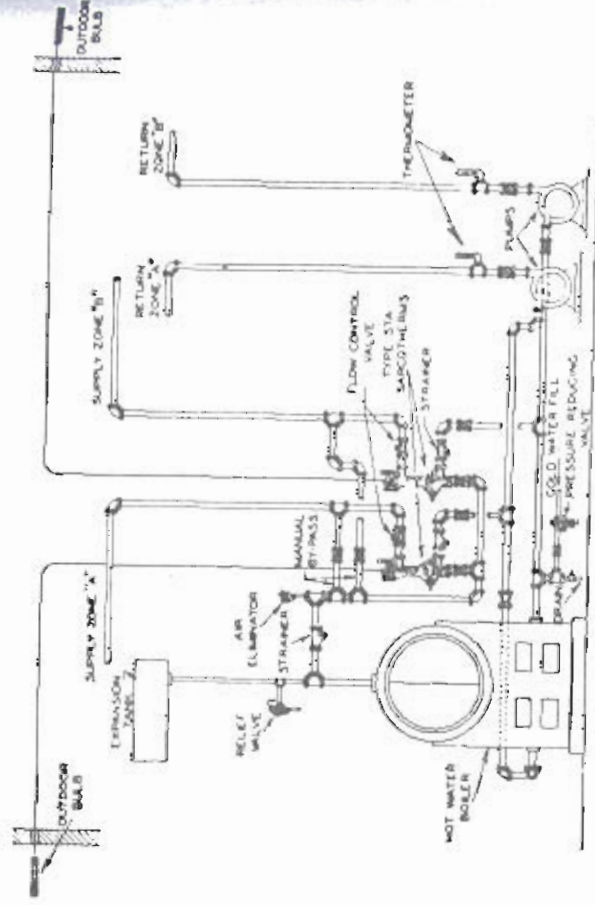 OUTDOOR
BULB
RETURN
ZONE "B"
THERMOMETER
RETURN
ZONE "A"
PUMPS
SUPPLY ZONE "B"
FLOW CONTROL
VALVE
TYPE STA
SARCOTHERMS
STRAINER
COLD WATER FILL
PRESSURE REDUCING
VALVE
SUPPLY ZONE "A"
MANUAL
BY-PASS
AIR
ELIMINATOR
STRAINER
DRAIN
EXPANSION
TANK
RELIEF
VALVE
HOT WATER
BOILER
OUTDOOR
BULB